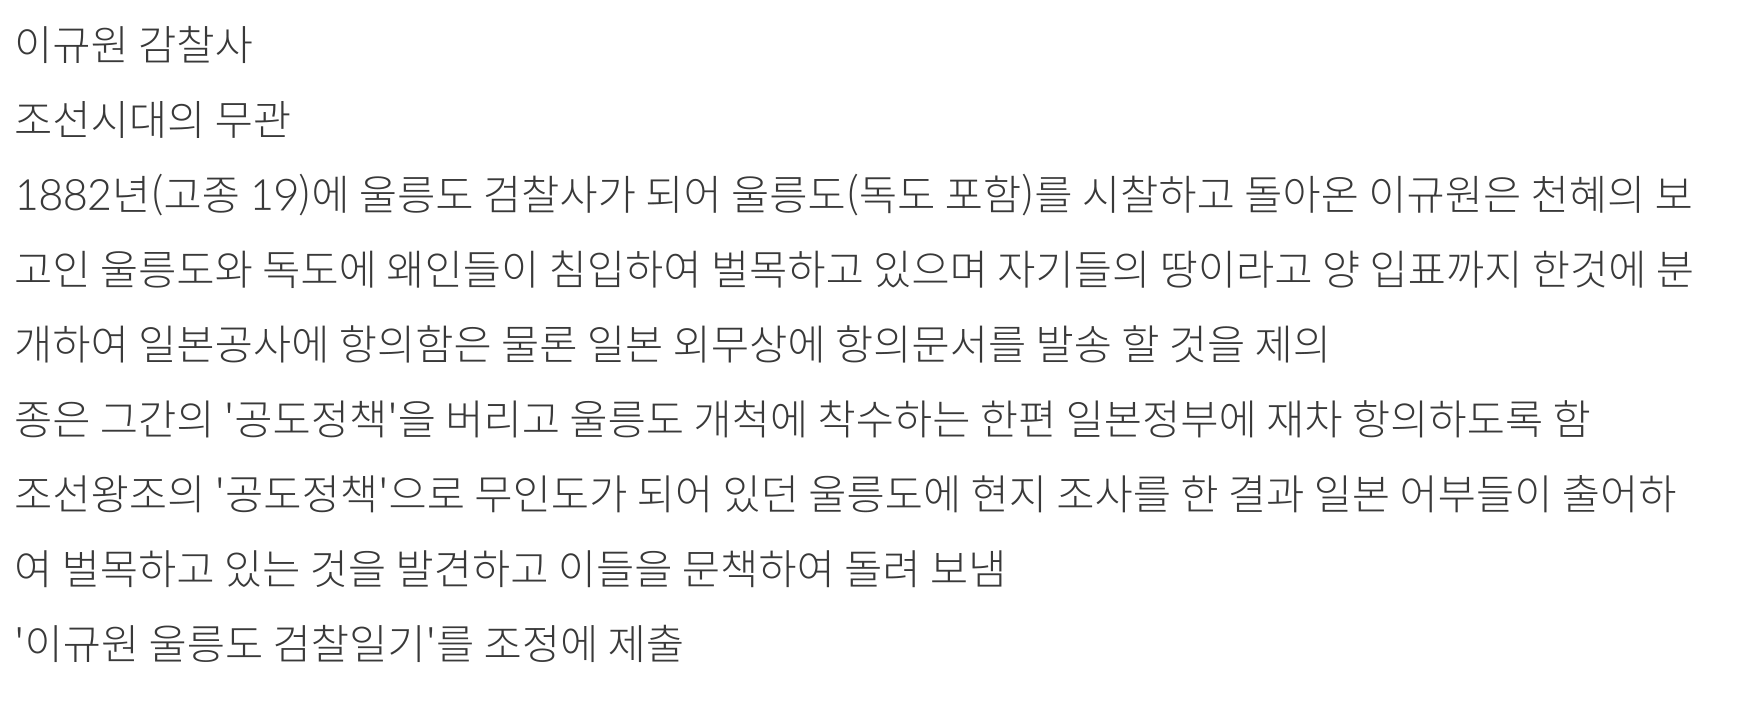 이규원 감찰사
조선시대의 무관
1882년(고종 19)에 울릉도 검찰사가 되어 울릉도(독도 포함)를 시찰하고 돌아온 이규원은 천혜의 보
고인 울릉도와 독도에 왜인들이 침입하여 벌목하고 있으며 자기들의 땅이라고 양 입표까지 한것에 분
개하여 일본공사에 항의함은 물론 일본 외무상에 항의문서를 발송 할 것을 제의
종은 그간의 '공도정책'을 버리고 울릉도 개척에 착수하는 한편 일본정부에 재차 항의하도록 함
조선왕조의 '공도정책'으로 무인도가 되어 있던 울릉도에 현지 조사를 한 결과 일본 어부들이 출어하
여 벌목하고 있는 것을 발견하고 이들을 문책하여 돌려 보냄
'이규원 울릉도 검찰일기'를 조정에 제출